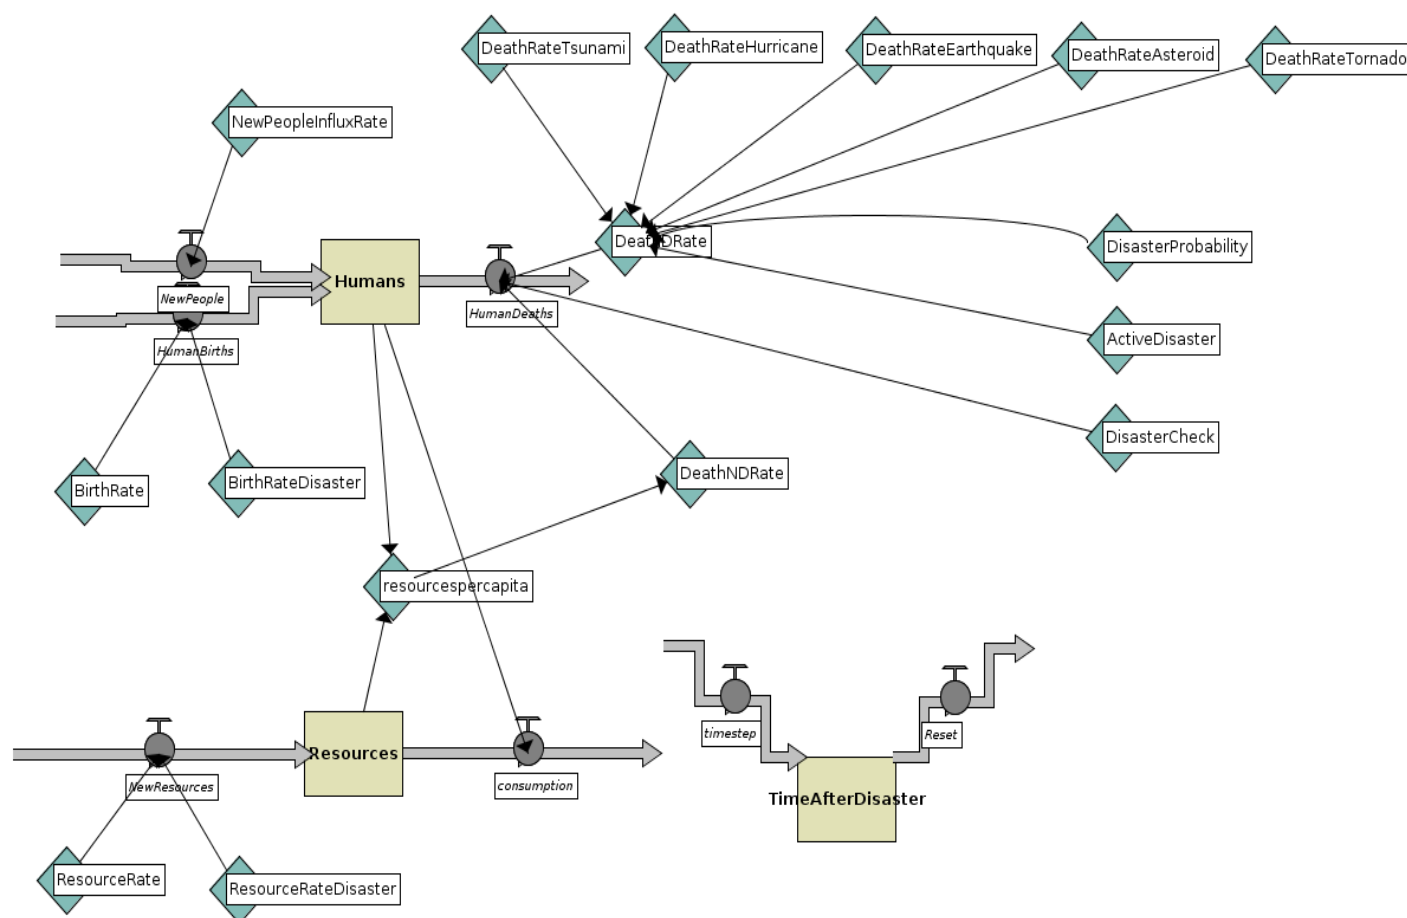 DeathRateTsunami
DeathRateHurricane
DeathRateEarthquake
DeathRateAsteroid
DeathRateTornado
NewPeopleInfluxRate
DisasterProbability
Humans
NewPeople
HumanDeaths
HumanBirths
ActiveDisaster
DisasterCheck
DeathNDRate
BirthRateDisaster
BirthRate
resourcespercapita
timestep
Reset
Resources
NewResources
consumption
TimeAfterDisaster
ResourceRate
ResourceRateDisaster